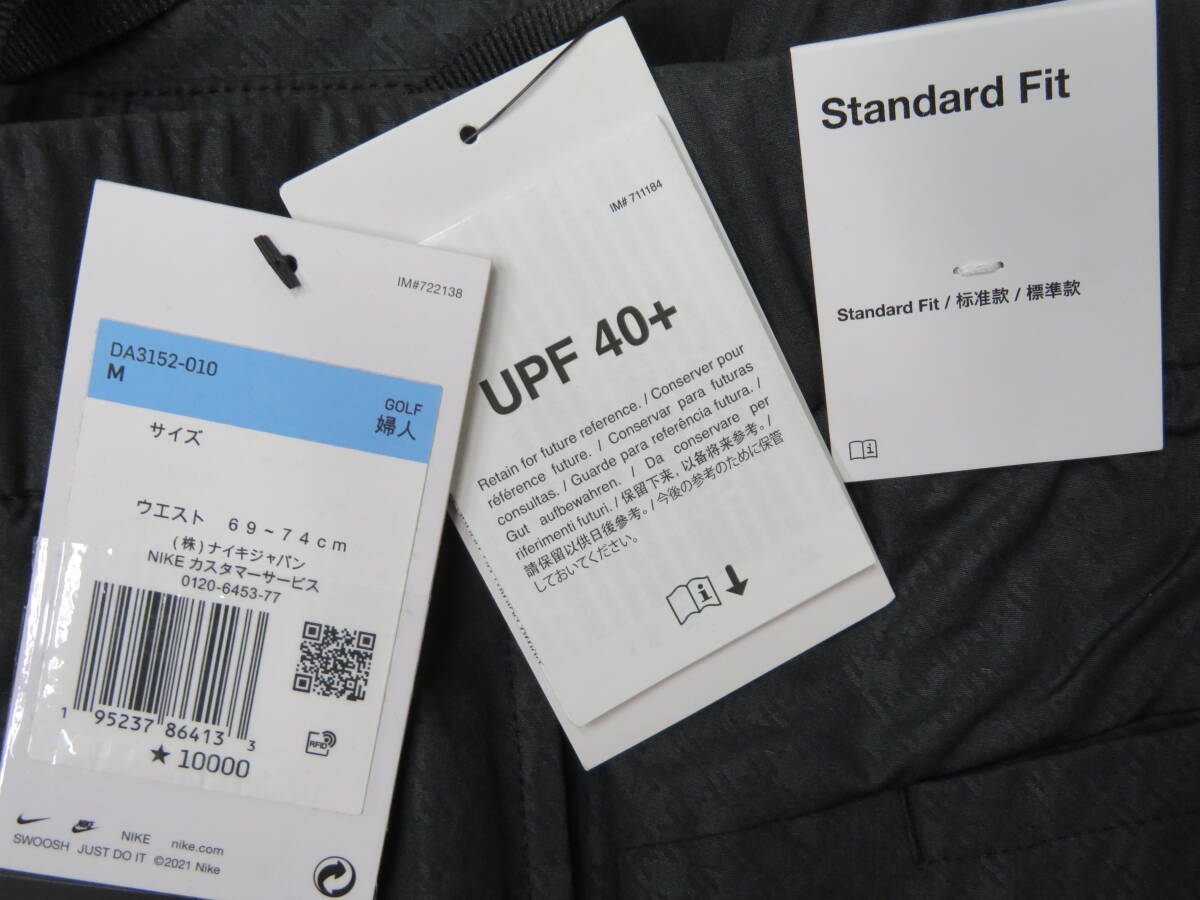 IM#722138
DA3152-010
M
GOLF
婦人
サイズ
ウエスト 69~74cm
(株)ナイキジャパン
NIKE カスタマーサービス
0120-6453-77
1 95237 86413 3
RFID
★ 10000
NIKE nike.com
SWOOSH JUST DO IT ©2021 Nike
IM# 711184
UPF 40+
Retain for future reference. / Conserver pour
référence future. / Conservar para futuras
consultas. / Guarde para referência futura. /
Gut aufbewahren. / Da conservare per
riferimenti futuri. / 保留下来，以备将来参考。/
請保留以供日後參考。/ 今後の参考のために保管
しておいてください。
Standard Fit
Standard Fit / 标准款 / 標準款